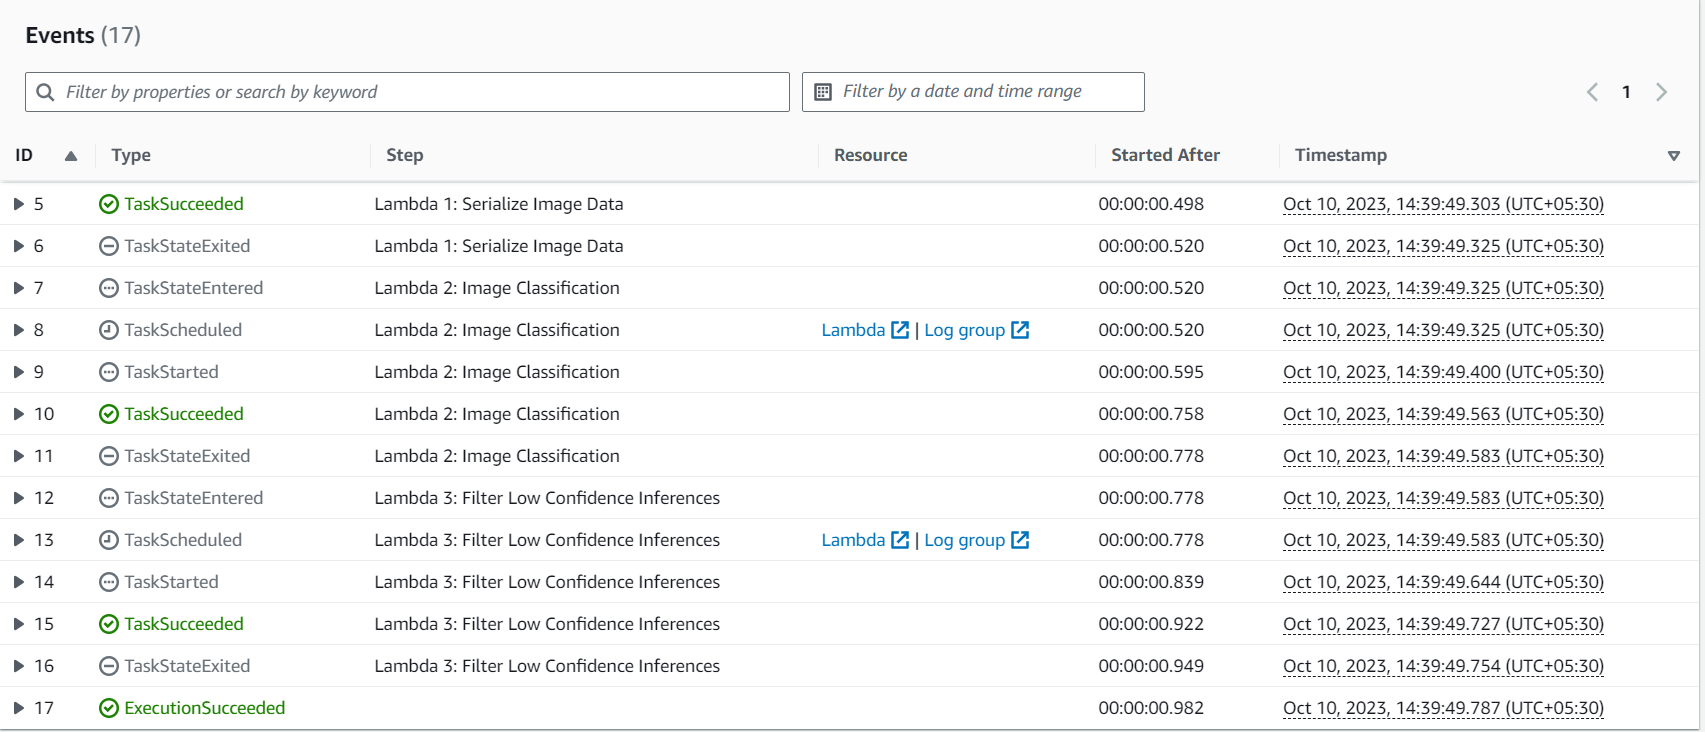 Events (17)
Filter by properties or search by keyword
Filter by a date and time range
1
ID Type Step Resource Started After Timestamp
5 TaskSucceeded Lambda 1: Serialize Image Data 00:00:00.498 Oct 10, 2023, 14:39:49.303 (UTC+05:30)
6 TaskStateExited Lambda 1: Serialize Image Data 00:00:00.520 Oct 10, 2023, 14:39:49.325 (UTC+05:30)
7 TaskStateEntered Lambda 2: Image Classification 00:00:00.520 Oct 10, 2023, 14:39:49.325 (UTC+05:30)
8 TaskScheduled Lambda 2: Image Classification Lambda | Log group 00:00:00.520 Oct 10, 2023, 14:39:49.325 (UTC+05:30)
9 TaskStarted Lambda 2: Image Classification 00:00:00.595 Oct 10, 2023, 14:39:49.400 (UTC+05:30)
10 TaskSucceeded Lambda 2: Image Classification 00:00:00.758 Oct 10, 2023, 14:39:49.563 (UTC+05:30)
11 TaskStateExited Lambda 2: Image Classification 00:00:00.778 Oct 10, 2023, 14:39:49.583 (UTC+05:30)
12 TaskStateEntered Lambda 3: Filter Low Confidence Inferences 00:00:00.778 Oct 10, 2023, 14:39:49.583 (UTC+05:30)
13 TaskScheduled Lambda 3: Filter Low Confidence Inferences Lambda | Log group 00:00:00.778 Oct 10, 2023, 14:39:49.583 (UTC+05:30)
14 TaskStarted Lambda 3: Filter Low Confidence Inferences 00:00:00.839 Oct 10, 2023, 14:39:49.644 (UTC+05:30)
15 TaskSucceeded Lambda 3: Filter Low Confidence Inferences 00:00:00.922 Oct 10, 2023, 14:39:49.727 (UTC+05:30)
16 TaskStateExited Lambda 3: Filter Low Confidence Inferences 00:00:00.949 Oct 10, 2023, 14:39:49.754 (UTC+05:30)
17 ExecutionSucceeded 00:00:00.982 Oct 10, 2023, 14:39:49.787 (UTC+05:30)